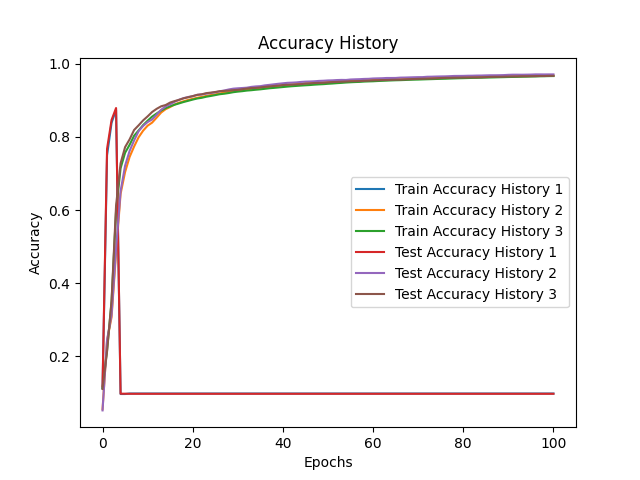 Accuracy History
1.0
0.8
0.6
0.4
0.2
Accuracy
Train Accuracy History 1
Train Accuracy History 2
Train Accuracy History 3
Test Accuracy History 1
Test Accuracy History 2
Test Accuracy History 3
0 20 40 60 80 100
Epochs